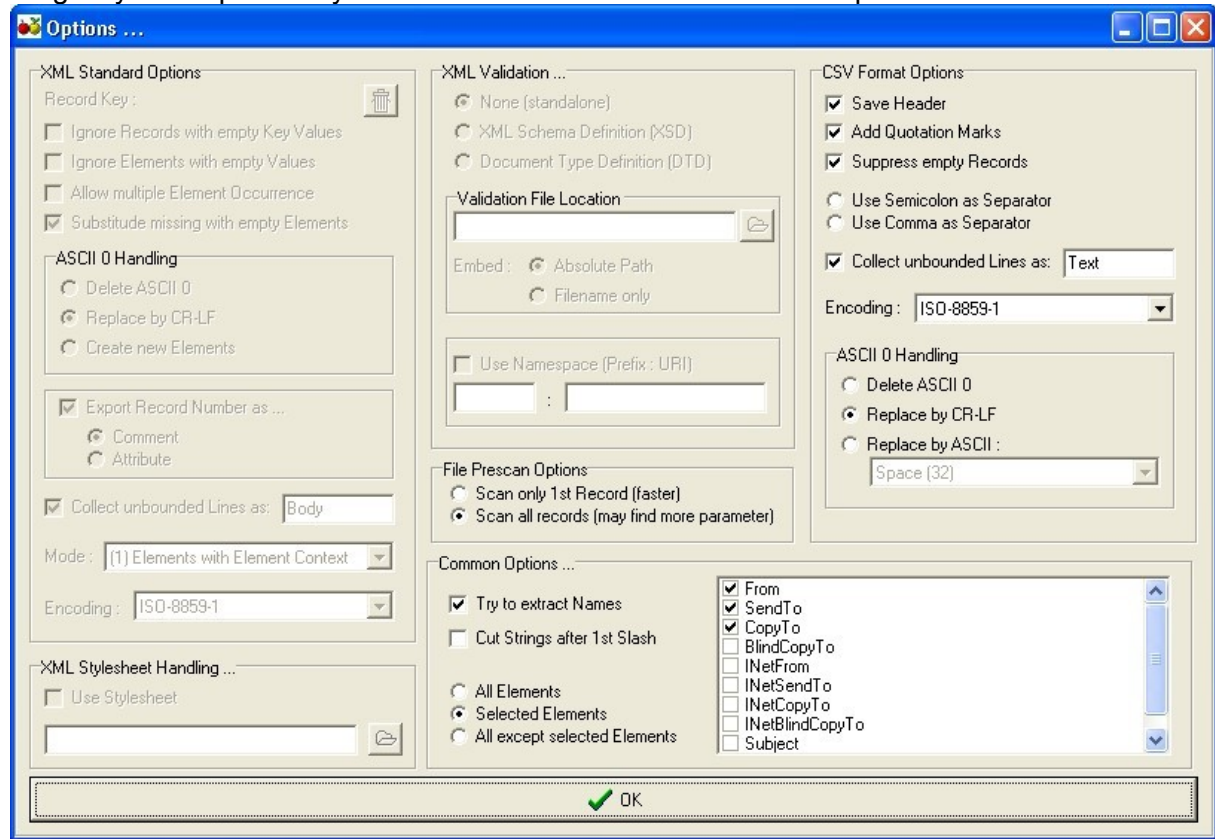 Options ...
XML Standard Options
Record Key :
Ignore Records with empty Key Values
Ignore Elements with empty Values
Allow multiple Element Occurrence
Substitude missing with empty Elements
ASCII 0 Handling
Delete ASCII 0
Replace by CR-LF
Create new Elements
Export Record Number as ...
Comment
Attribute
Collect unbounded Lines as: Body
Mode : (1) Elements with Element Context
Encoding : ISO-8859-1
XML Stylesheet Handling ...
Use Stylesheet
XML Validation ...
None (standalone)
XML Schema Definition (XSD)
Document Type Definition (DTD)
Validation File Location
Embed : Absolute Path
Filename only
Use Namespace (Prefix : URI)
:
File Prescan Options
Scan only 1st Record (faster)
Scan all records (may find more parameter)
CSV Format Options
Save Header
Add Quotation Marks
Suppress empty Records
Use Semicolon as Separator
Use Comma as Separator
Collect unbounded Lines as: Text
Encoding : ISO-8859-1
ASCII 0 Handling
Delete ASCII 0
Replace by CR-LF
Replace by ASCII :
Space (32)
Common Options ...
Try to extract Names
Cut Strings after 1st Slash
All Elements
Selected Elements
All except selected Elements
From
SendTo
CopyTo
BlindCopyTo
INetFrom
INetSendTo
INetCopyTo
INetBlindCopyTo
Subject
OK